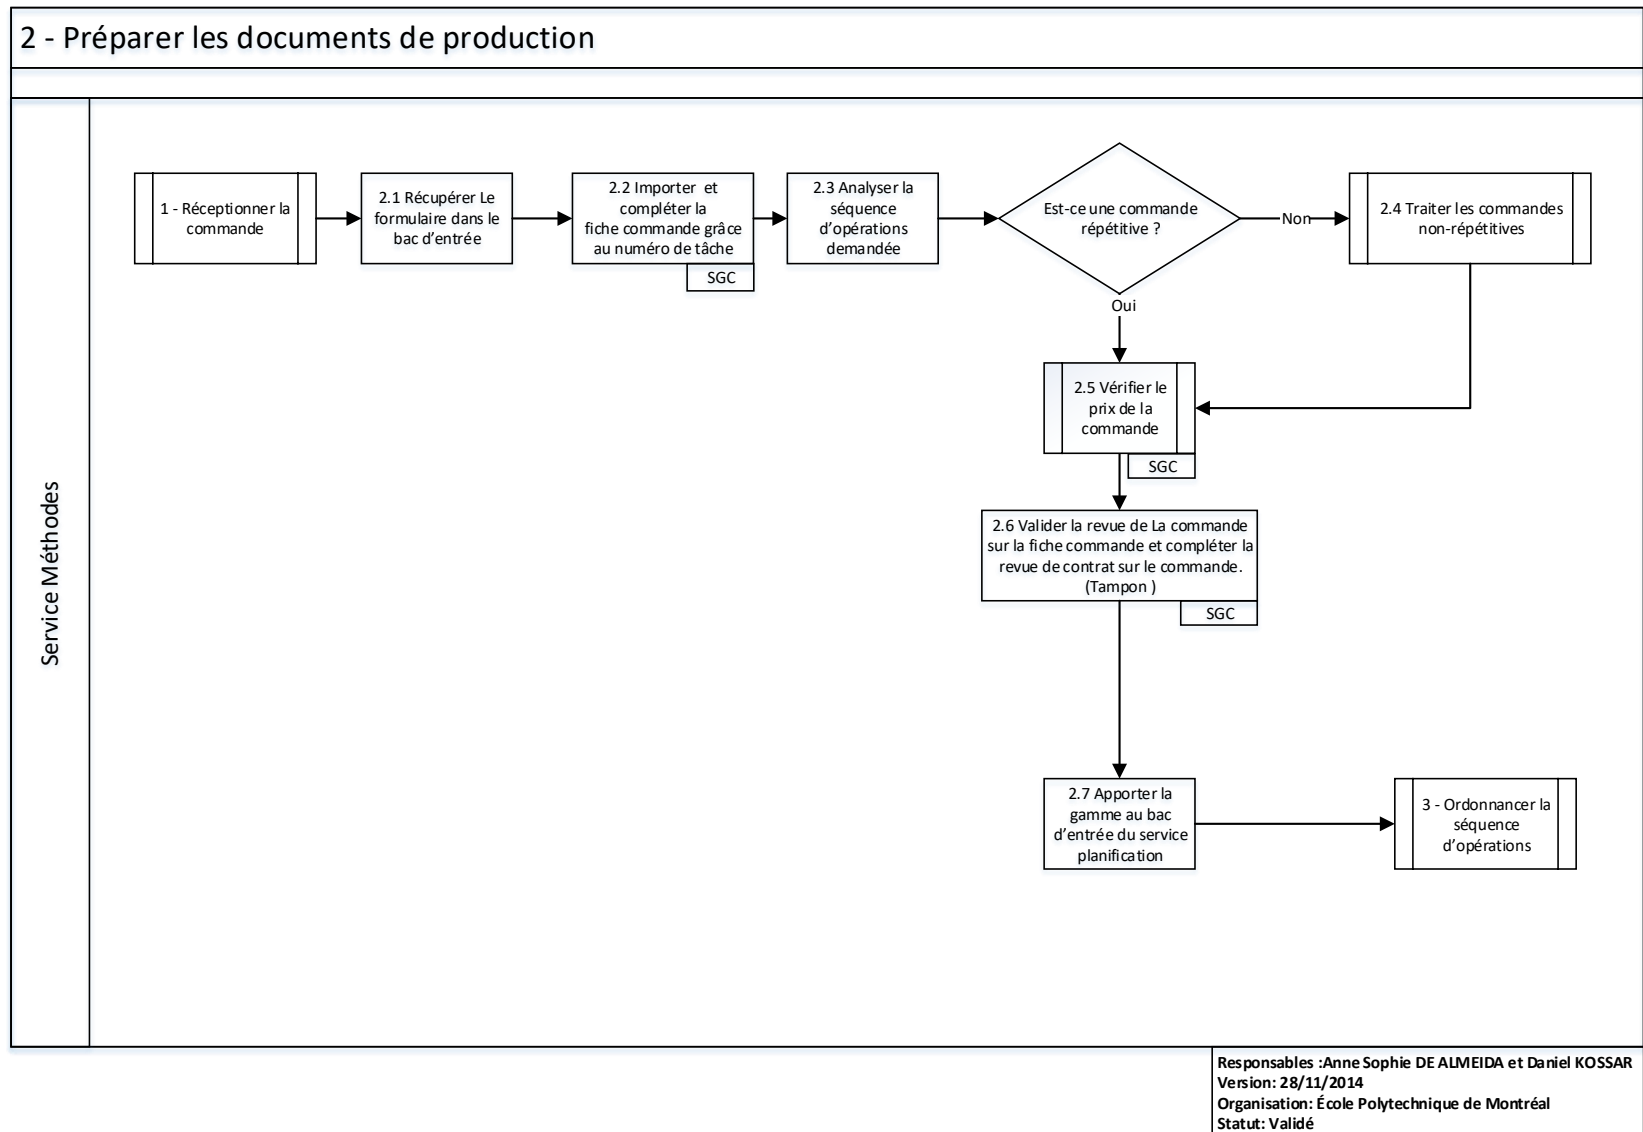 2 - Préparer les documents de production
Service Méthodes
1 - Réceptionner la
commande
2.1 Récupérer Le
formulaire dans le
bac d'entrée
2.2 Importer et
compléter la
fiche commande grâce
au numéro de tâche
SGC
2.3 Analyser la
séquence
d'opérations
demandée
Est-ce une commande
répétitive ?
Non
2.4 Traiter les commandes
non-répétitives
Oui
2.5 Vérifier le
prix de la
commande
SGC
2.6 Valider la revue de La commande
sur la fiche commande et compléter la
revue de contrat sur le commande.
(Tampon )
SGC
2.7 Apporter la
gamme au bac
d'entrée du service
planification
3 - Ordonnancer la
séquence
d'opérations
Responsables :Anne Sophie DE ALMEIDA et Daniel KOSSAR
Version: 28/11/2014
Organisation: École Polytechnique de Montréal
Statut: Validé